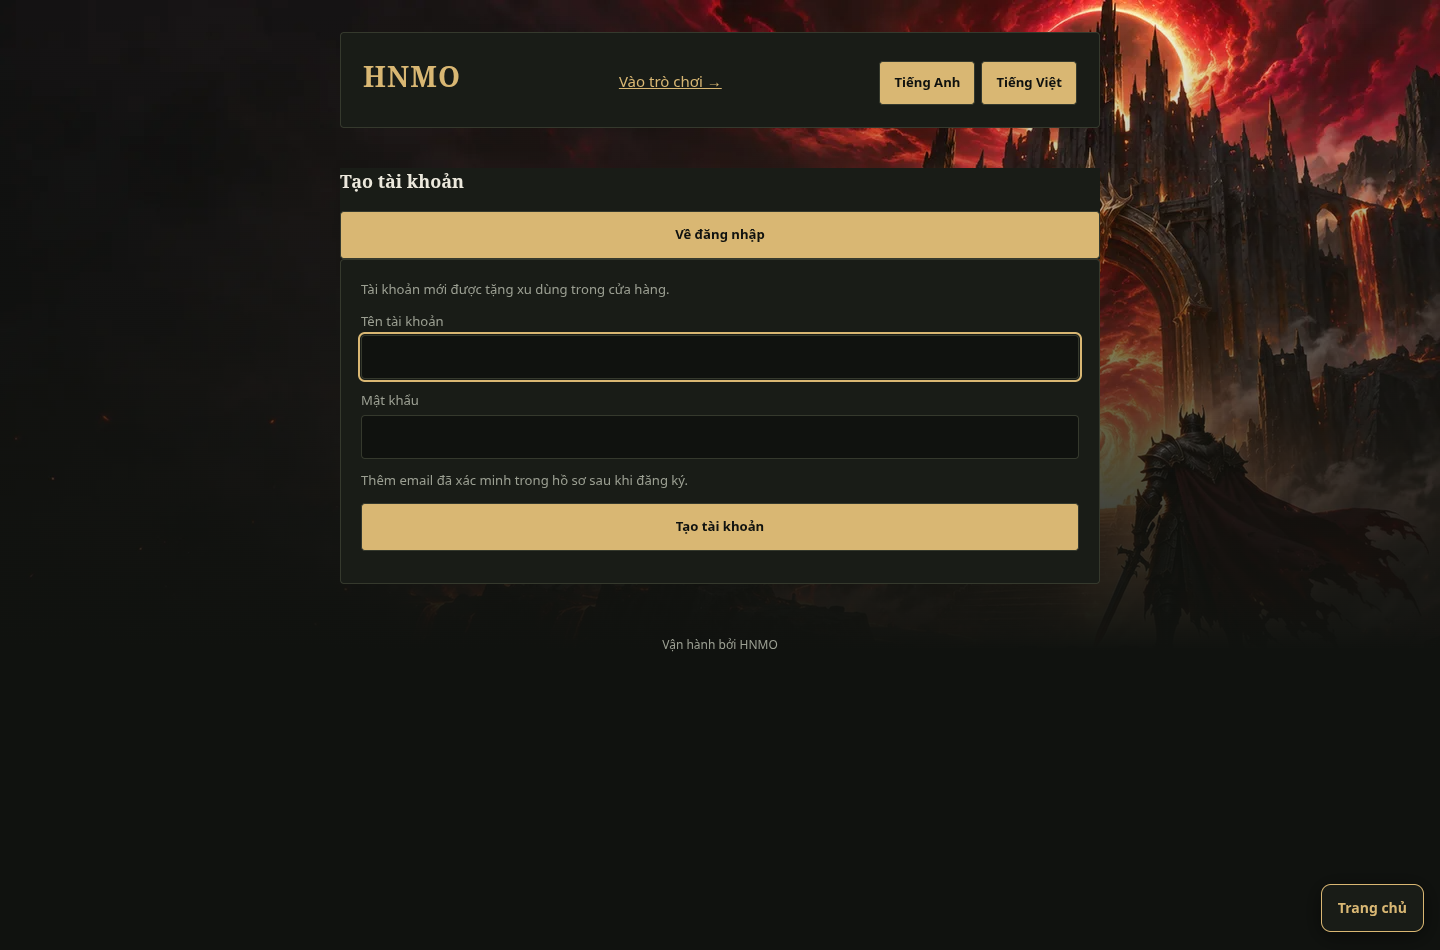 HNMO
Vào trò chơi →
Tiếng Anh
Tiếng Việt
Tạo tài khoản
Về đăng nhập
Tài khoản mới được tặng xu dùng trong cửa hàng.
Tên tài khoản
Mật khẩu
Thêm email đã xác minh trong hồ sơ sau khi đăng ký.
Tạo tài khoản
Vận hành bởi HNMO
Trang chủ